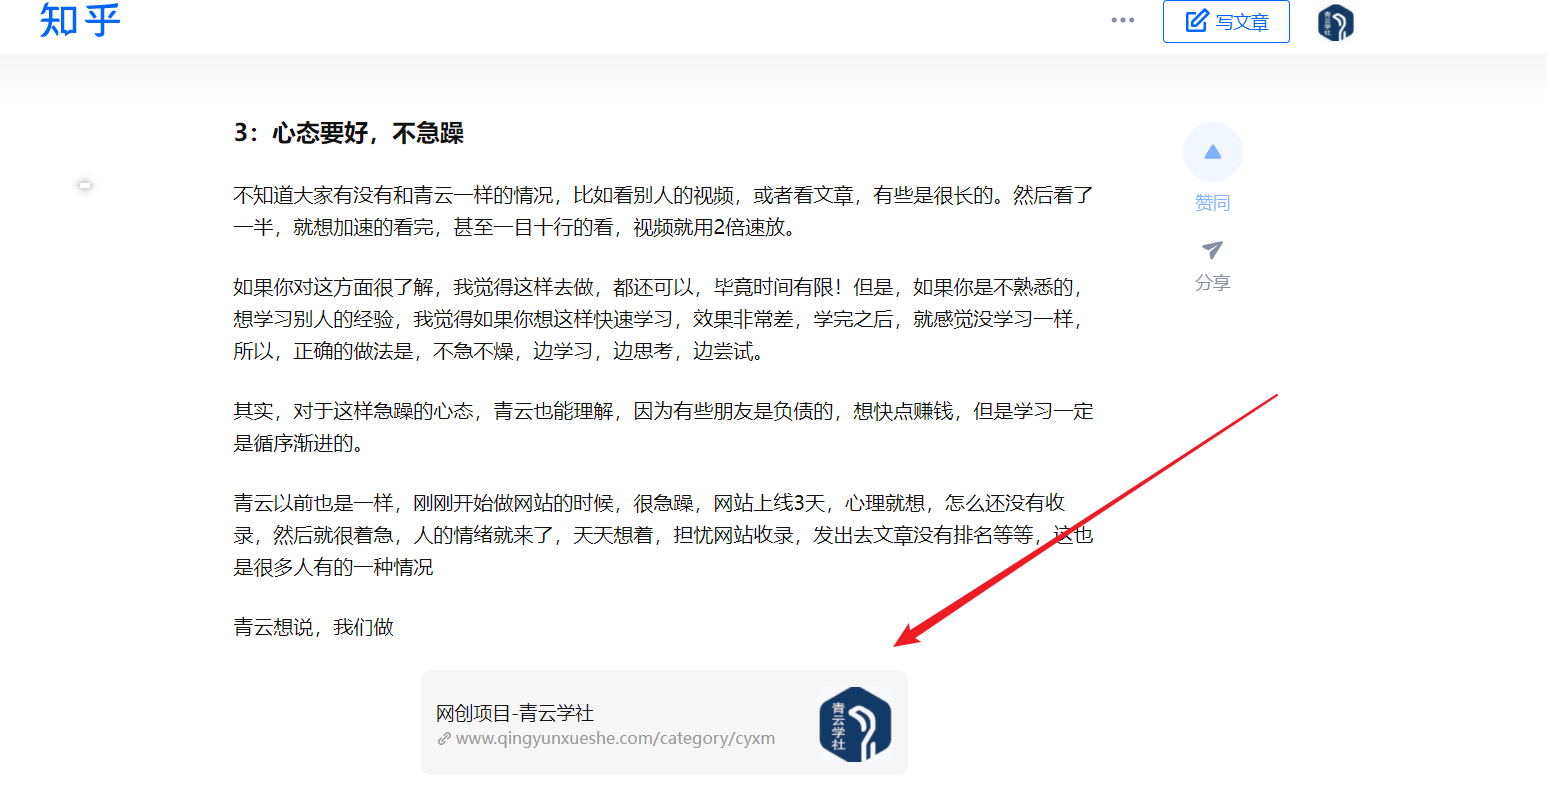 知乎
写文章
3：心态要好，不急躁
不知道大家有没有和青云一样的情况，比如看别人的视频，或者看文章，有些是很长的。然后看了
一半，就想加速的看完，甚至一目十行的看，视频就用2倍速放。
赞同
分享
如果你对这方面很了解，我觉得这样去做，都还可以，毕竟时间有限！但是，如果你是不熟悉的，
想学习别人的经验，我觉得如果你想这样快速学习，效果非常差，学完之后，就感觉没学习一样，
所以，正确的做法是，不急不燥，边学习，边思考，边尝试。
其实，对于这样急躁的心态，青云也能理解，因为有些朋友是负债的，想快点赚钱，但是学习一定
是循序渐进的。
青云以前也是一样，刚刚开始做网站的时候，很急躁，网站上线3天，心理就想，怎么还没有收
录，然后就很着急，人的情绪就来了，天天想着，担忧网站收录，发出去文章没有排名等等，这也
是很多人有的一种情况
青云想说，我们做
网创项目-青云学社
www.qingyunxueshe.com/category/cyxm
青云学社